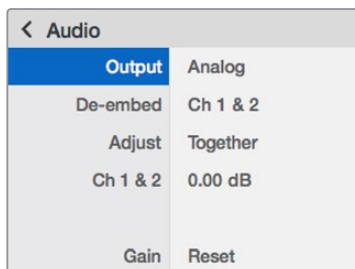 < Audio
Output Analog
De-embed Ch 1 & 2
Adjust Together
Ch 1 & 2 0.00 dB
Gain Reset